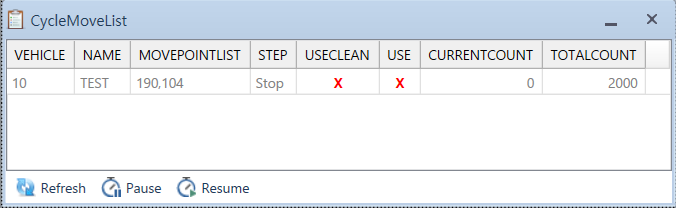 CycleMoveList
VEHICLE NAME MOVEPOINTLIST STEP USECLEAN USE CURRENTCOUNT TOTALCOUNT
10 TEST 190,104 Stop X X 0 2000
Refresh Pause Resume